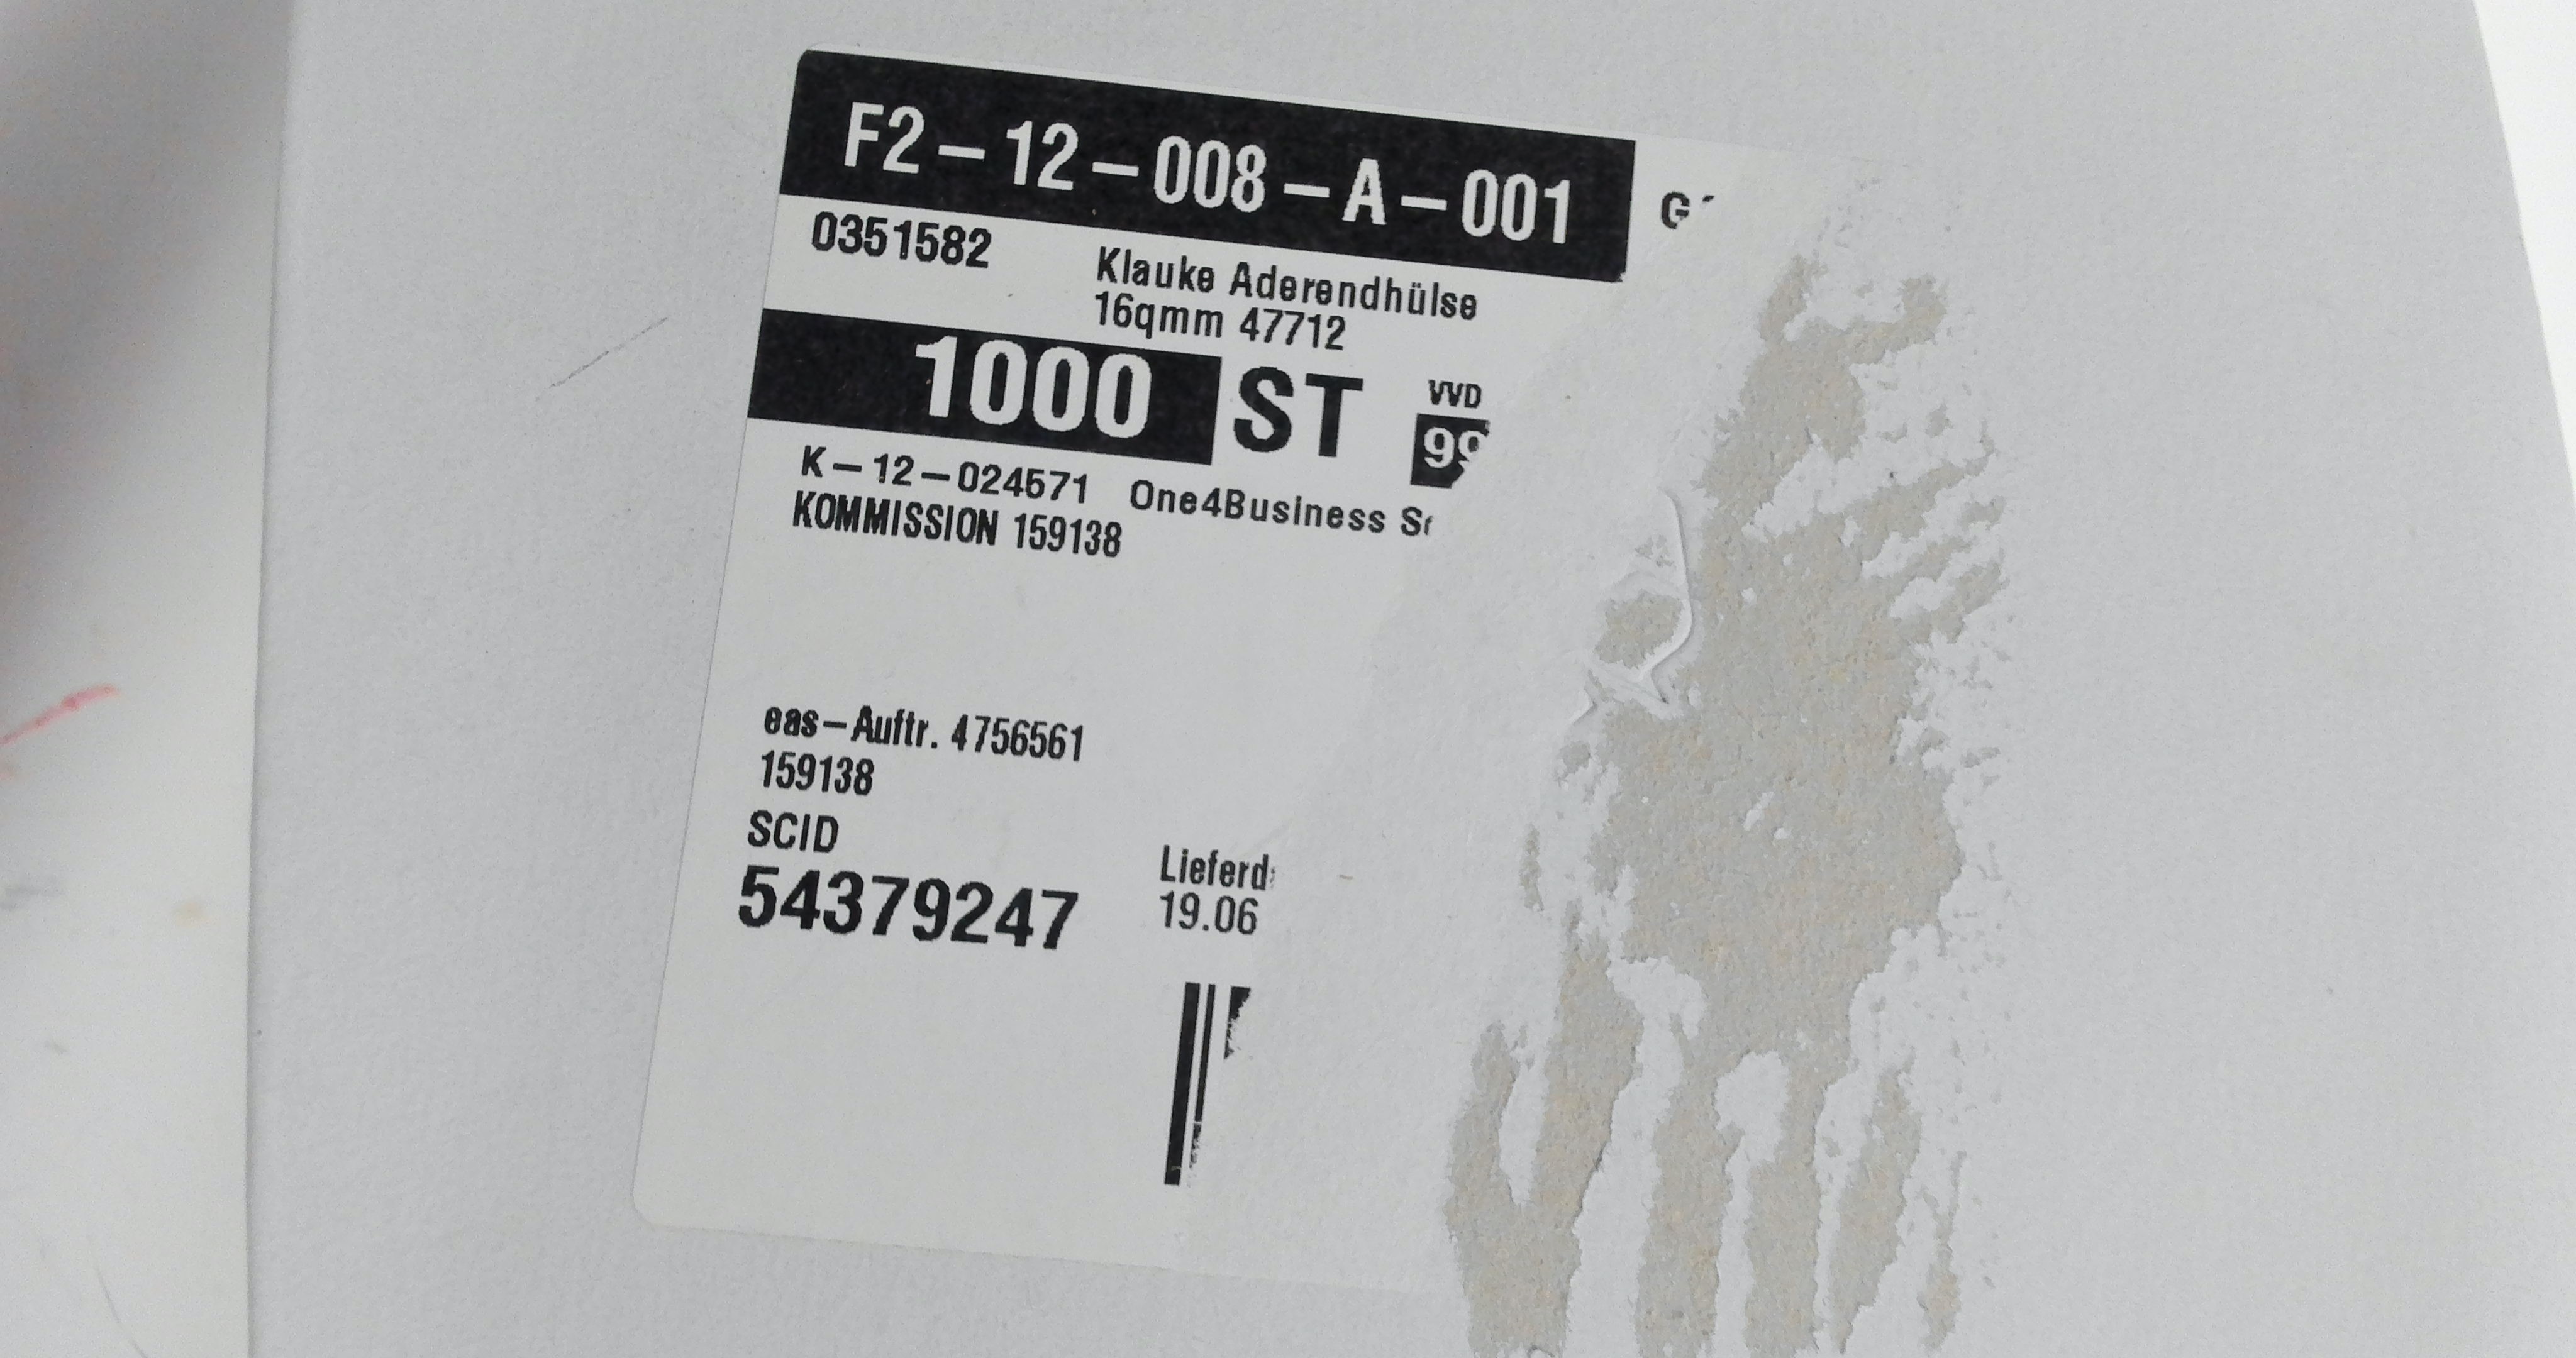 F2-12-008-A-001
0351582
Klauke Aderendhülse
16qmm 47712
1000 ST VVD
K-12-024571 One4Business
KOMMISSION 159138
eas-Auftr. 4756561
159138
SCID
54379247
19.06